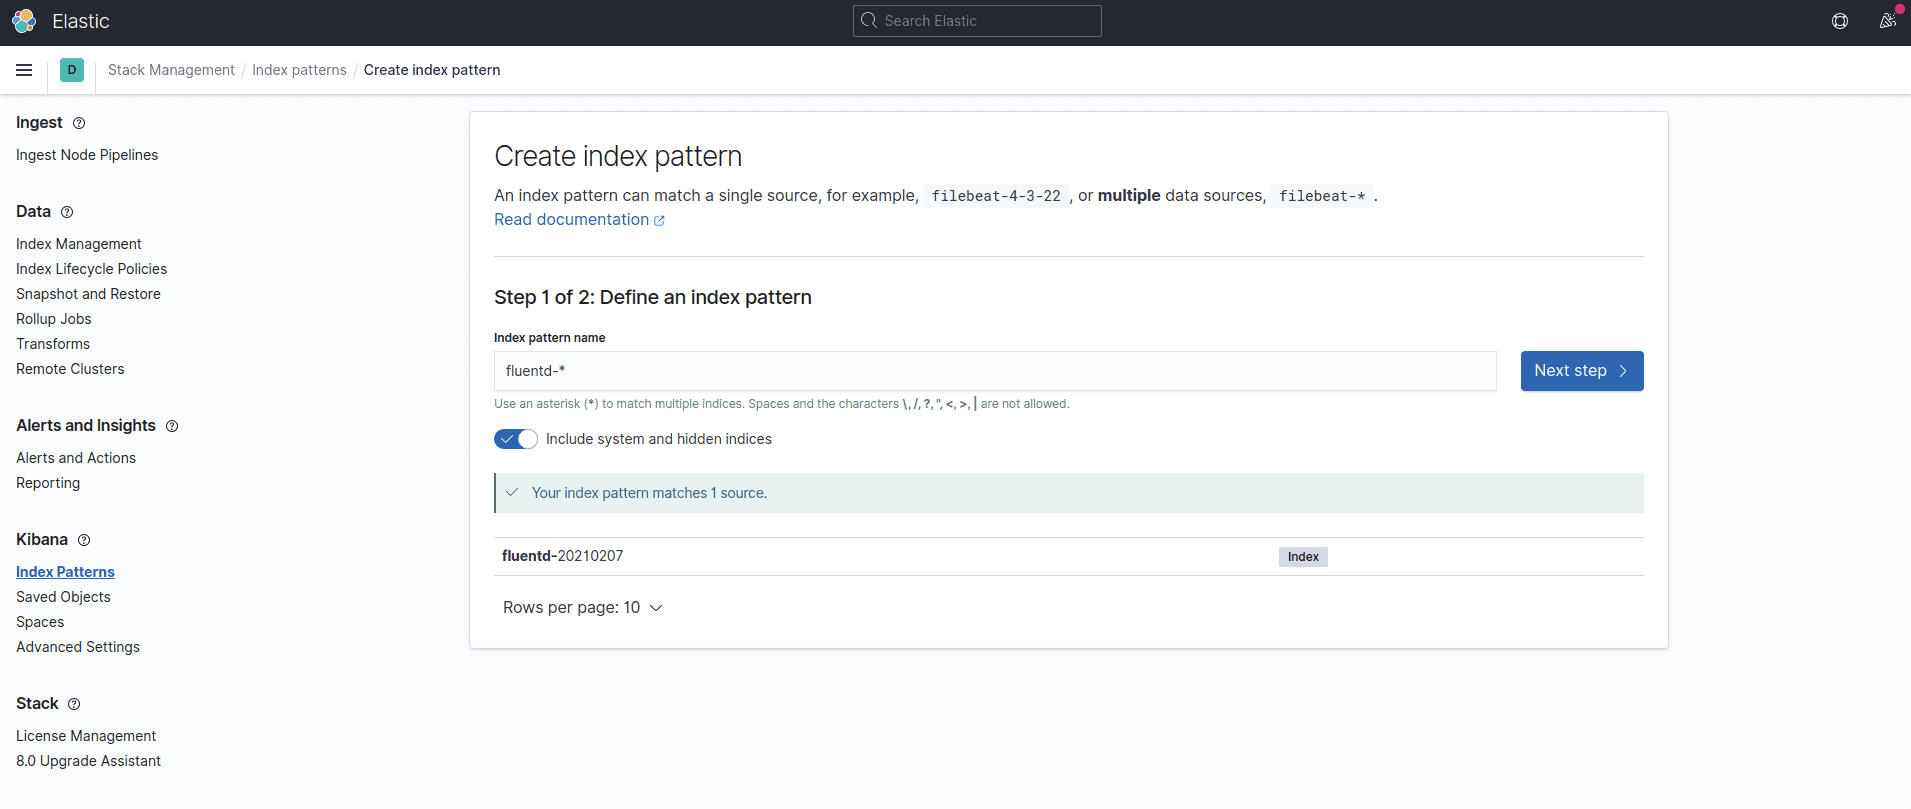 Elastic
Search Elastic
D
Stack Management / Index patterns / Create index pattern
Ingest
Ingest Node Pipelines
Data
Index Management
Index Lifecycle Policies
Snapshot and Restore
Rollup Jobs
Transforms
Remote Clusters
Alerts and Insights
Alerts and Actions
Reporting
Kibana
Index Patterns
Saved Objects
Spaces
Advanced Settings
Stack
License Management
8.0 Upgrade Assistant
Create index pattern
An index pattern can match a single source, for example, filebeat-4-3-22 , or multiple data sources, filebeat-* .
Read documentation
Step 1 of 2: Define an index pattern
Index pattern name
fluentd-*
Next step
Use an asterisk (*) to match multiple indices. Spaces and the characters \, /, ?, ", <, >, | are not allowed.
Include system and hidden indices
Your index pattern matches 1 source.
fluentd-20210207 Index
Rows per page: 10